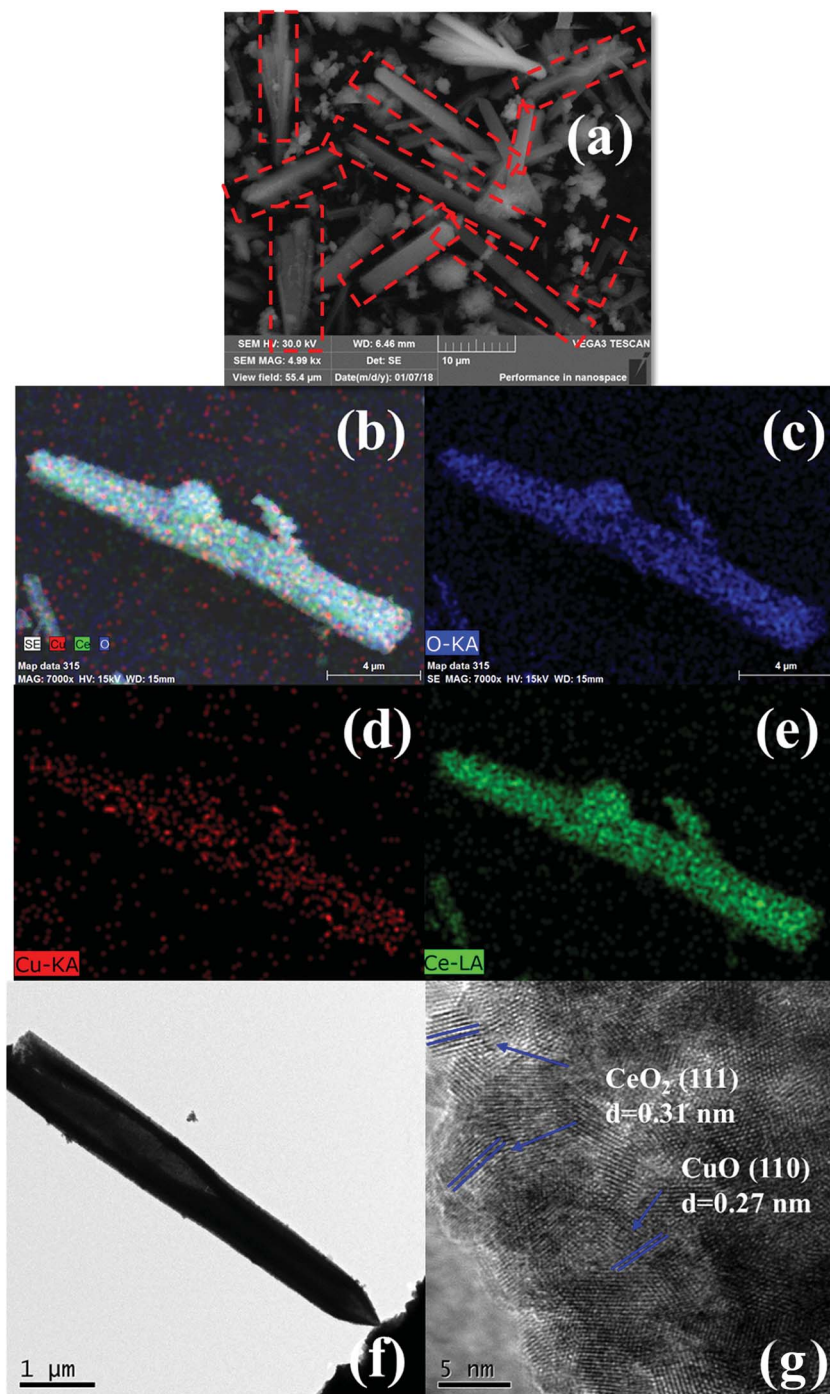 (a)
SEM HV: 30.0 kV WD: 6.46 mm VEGA3 TESCAN
SEM MAG: 4.99 kx Det: SE 10 µm
View field: 55.4 µm Date(m/d/y): 01/07/18 Performance in nanospace
(b)
SE Cu Ce O
Map data 315
MAG: 7000x HV: 15kV WD: 15mm 4 µm
(c)
O-KA
Map data 315
SE MAG: 7000x HV: 15kV WD: 15mm 4 µm
(d)
Cu-KA
(e)
Ce-LA
1 µm
(f)
CeO₂ (111)
d=0.31 nm
CuO (110)
d=0.27 nm
5 nm
(g)